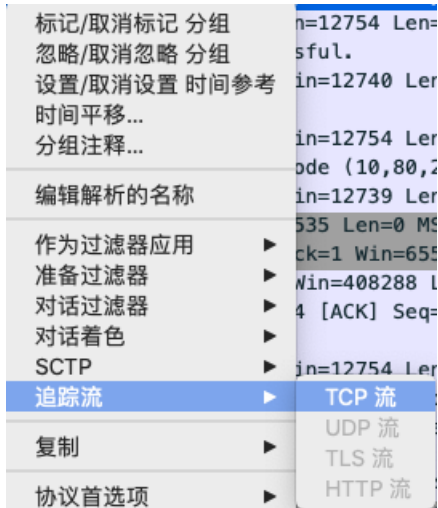 标记/取消标记 分组
忽略/取消忽略 分组
设置/取消设置 时间参考
时间平移...
分组注释...
编辑解析的名称
作为过滤器应用
准备过滤器
对话过滤器
对话着色
SCTP
追踪流
复制
协议首选项
TCP 流
UDP 流
TLS 流
HTTP 流
n=12754 Len=
sful.
in=12740 Len
in=12754 Len
ode (10,80,2
in=12739 Len
535 Len=0 MS
ck=1 Win=655
Win=408288 L
4 [ACK] Seq=
in=12754 Len